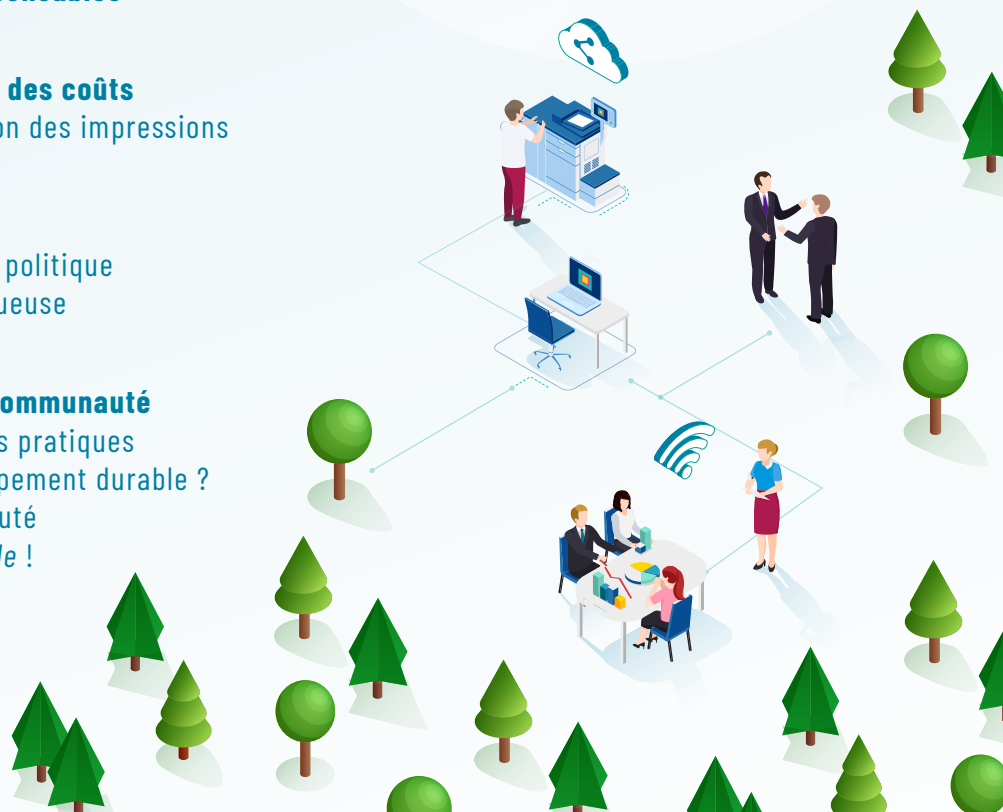 des coûts
on des impressions
politique
ueuse
ommunauté
s pratiques
pement durable ?
uté
le !